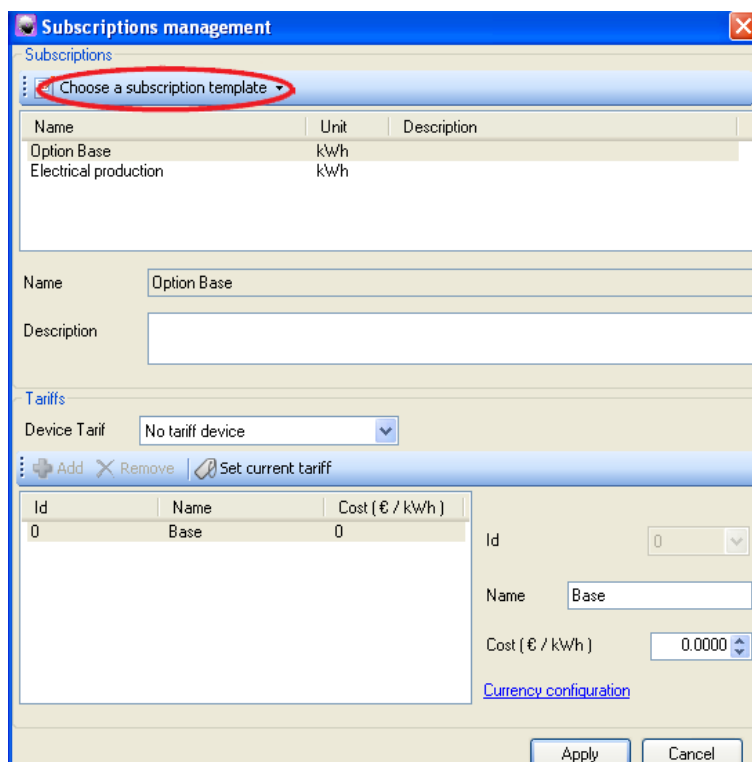 Subscriptions management
Subscriptions
Choose a subscription template
Name Unit Description
Option Base kWh
Electrical production kWh
Name Option Base
Description
Tariffs
Device Tarif No tariff device
Add Remove Set current tariff
Id Name Cost ( € / kWh )
0 Base 0
Id 0
Name Base
Cost ( € / kWh ) 0.0000
Currency configuration
Apply Cancel